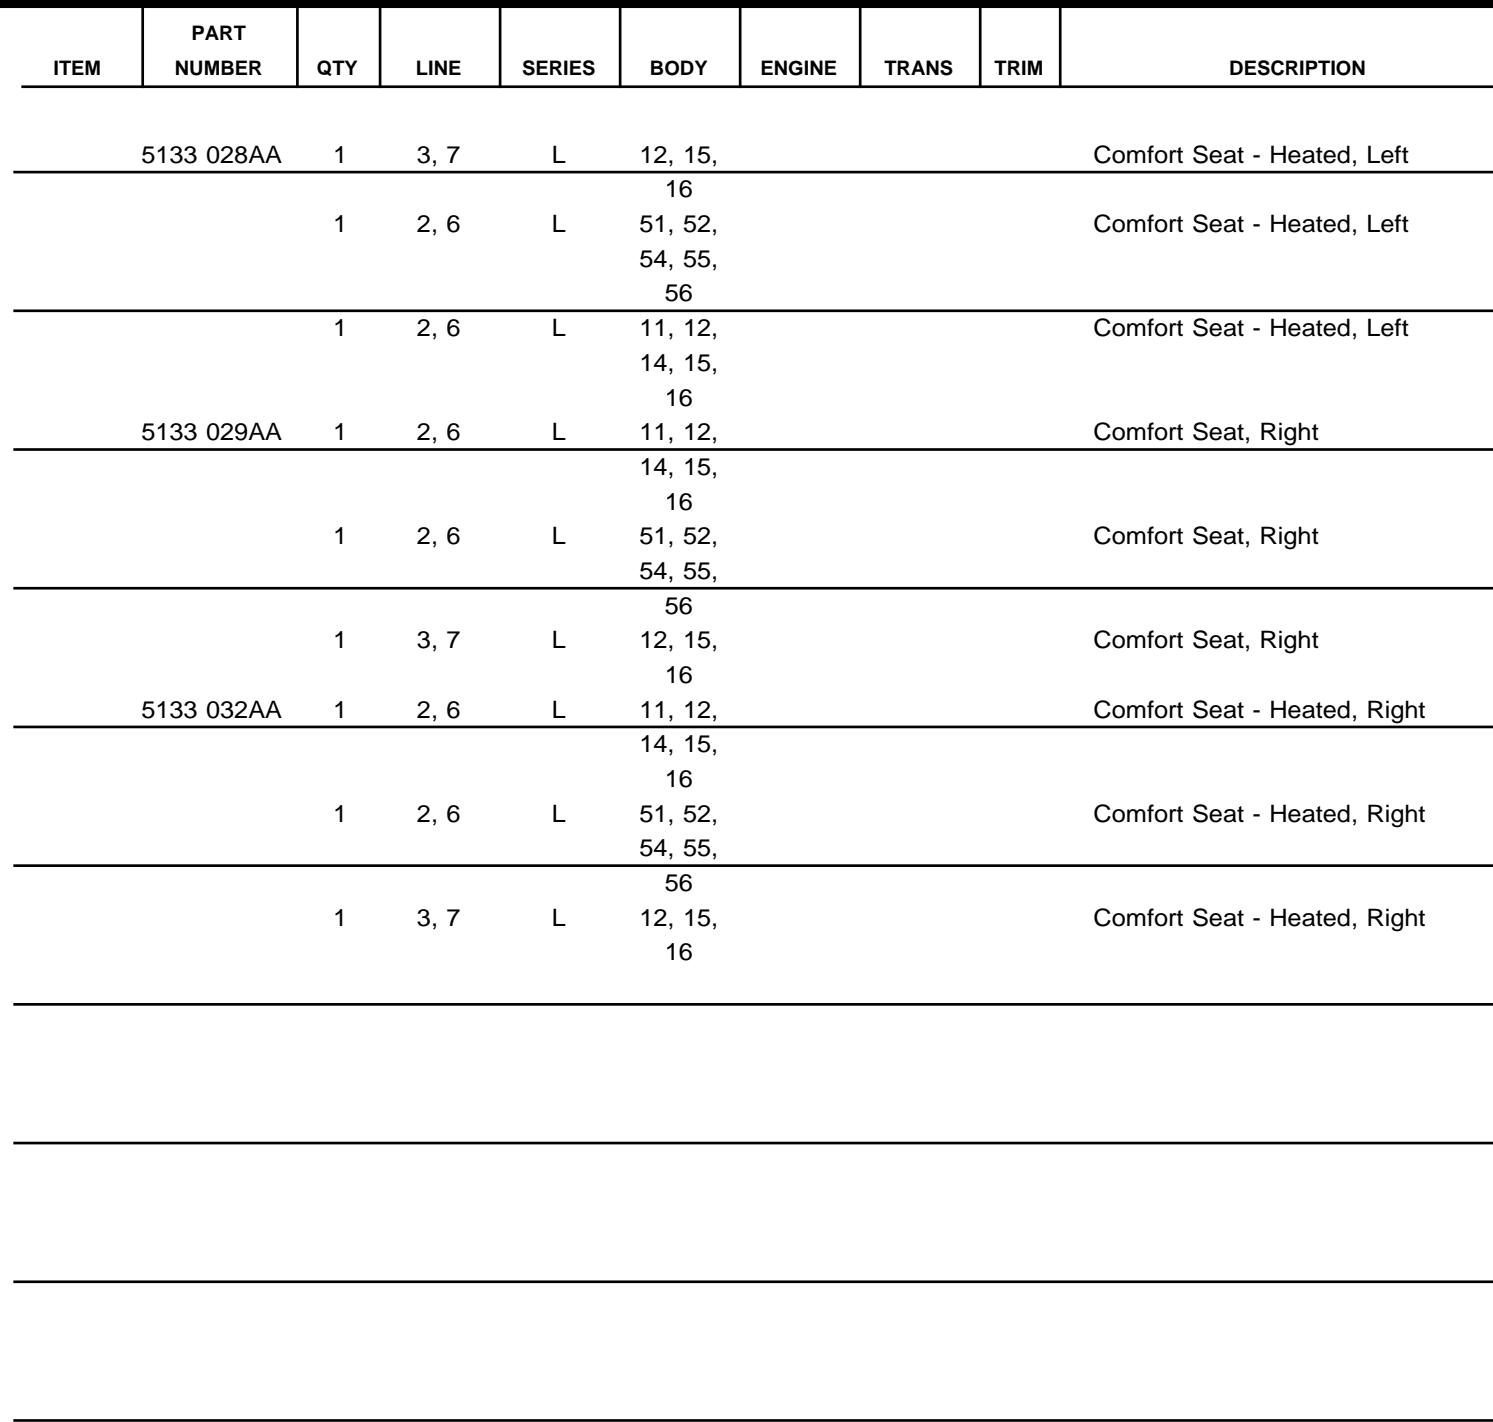 PART
ITEM NUMBER QTY LINE SERIES BODY ENGINE TRANS TRIM DESCRIPTION
5133 028AA 1 3, 7 L 12, 15, Comfort Seat - Heated, Left
16
1 2, 6 L 51, 52, Comfort Seat - Heated, Left
54, 55,
56
1 2, 6 L 11, 12, Comfort Seat - Heated, Left
14, 15,
16
5133 029AA 1 2, 6 L 11, 12, Comfort Seat, Right
14, 15,
16
1 2, 6 L 51, 52, Comfort Seat, Right
54, 55,
56
1 3, 7 L 12, 15, Comfort Seat, Right
16
5133 032AA 1 2, 6 L 11, 12, Comfort Seat - Heated, Right
14, 15,
16
1 2, 6 L 51, 52, Comfort Seat - Heated, Right
54, 55,
56
1 3, 7 L 12, 15, Comfort Seat - Heated, Right
16